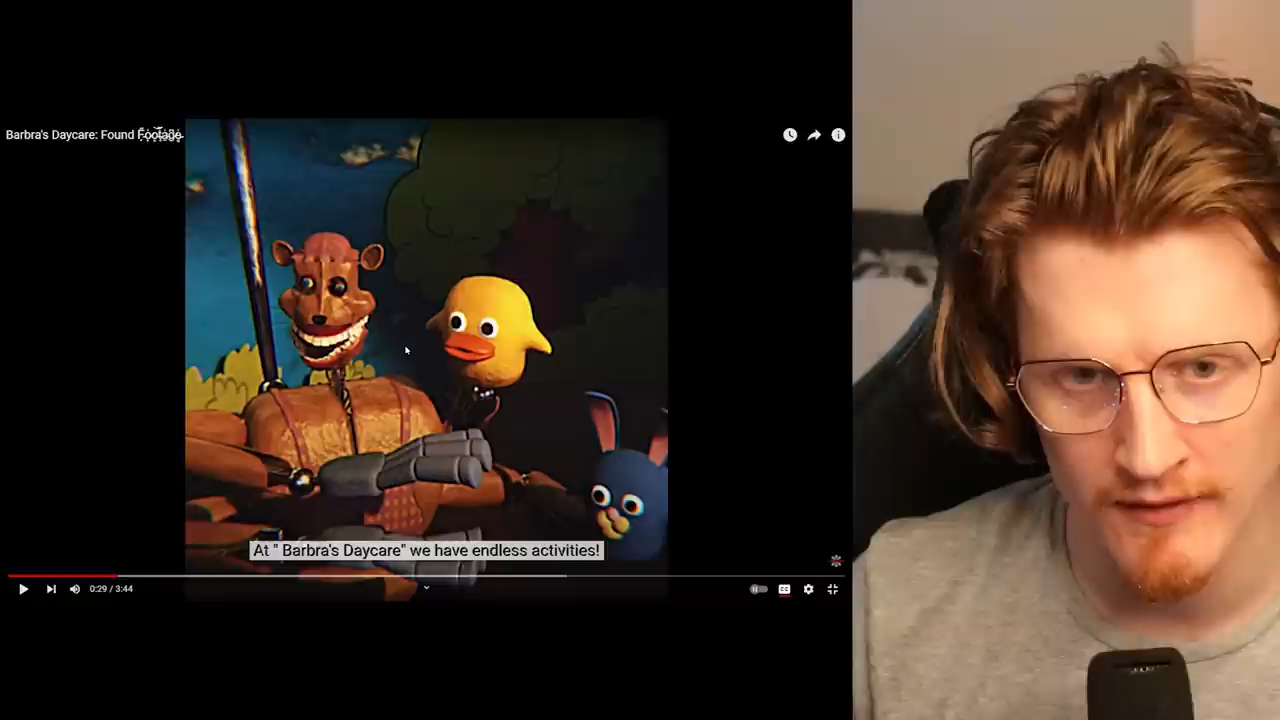 Barbra's Daycare: Found Footage
At " Barbra's Daycare" we have endless activities!
0:29 / 3:44